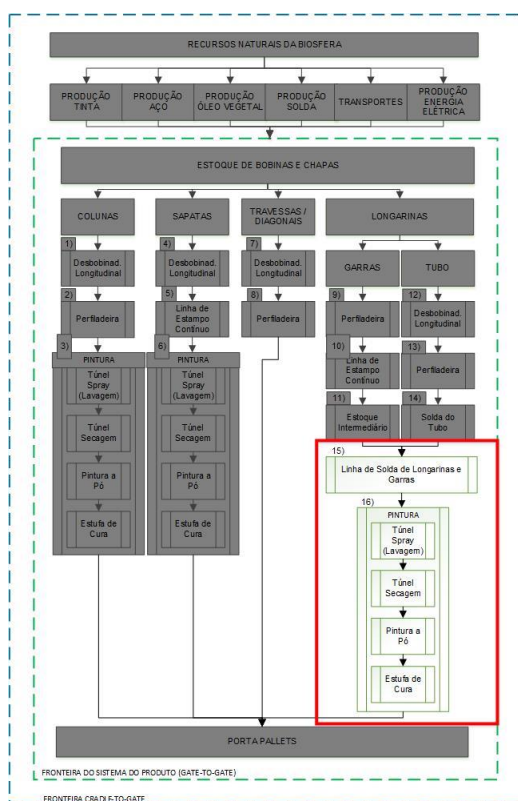 RECURSOS NATURAIS DA BIOSFERA
PRODUÇÃO TINTA
PRODUÇÃO AÇO
PRODUÇÃO ÓLEO VEGETAL
PRODUÇÃO SOLDA
TRANSPORTES
PRODUÇÃO ENERGIA ELÉTRICA
ESTOQUE DE BOBINAS E CHAPAS
COLUNAS
SAPATAS
TRAVESSAS / DIAGONAIS
LONGARINAS
1)
Desbobinad. Longitudinal
2)
Perfiladeira
3)
PINTURA
Túnel
Spray
(Lavagem)
Túnel
Secagem
Pintura a
Pó
Estufa de
Cura
4)
Desbobinad. Longitudinal
5)
Linha de
Estampo
Contínuo
6)
PINTURA
Túnel
Spray
(Lavagem)
Túnel
Secagem
Pintura a
Pó
Estufa de
Cura
7)
Desbobinad. Longitudinal
8)
Perfiladeira
GARRAS
9)
Perfiladeira
10)
Linha de
Estampo
Contínuo
11)
Estoque
Intermediário
TUBO
12)
Desbobinad.
Longitudinal
13)
Perfiladeira
14)
Solda do
Tubo
15)
Linha de Solda de Longarinas e
Garras
16)
PINTURA
Túnel
Spray
(Lavagem)
Túnel
Secagem
Pintura a
Pó
Estufa de
Cura
PORTA PALLETS
FRONTEIRA DO SISTEMA DO PRODUTO (GATE-TO-GATE)
FRONTEIRA CRADLE-TO-GATE